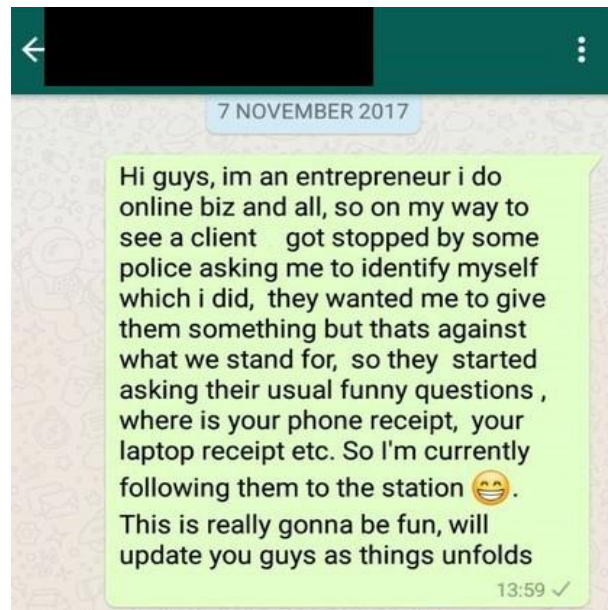 7 NOVEMBER 2017
Hi guys, im an entrepreneur i do
online biz and all, so on my way to
see a client got stopped by some
police asking me to identify myself
which i did, they wanted me to give
them something but thats against
what we stand for, so they started
asking their usual funny questions ,
where is your phone receipt, your
laptop receipt etc. So I'm currently
following them to the station 😁.
This is really gonna be fun, will
update you guys as things unfolds
13:59